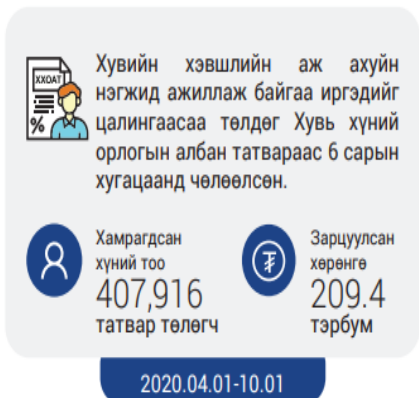 Хувийн хэвшлийн аж ахуйн
нэгжид ажиллаж байгаа иргэдийг
цалингаасаа төлдөг Хувь хүний
орлогын албан татвараас 6 сарын
хугацаанд чөлөөлсөн.
ХХОАТ
%
Хамрагдсан
хүний тоо
407,916
татвар төлөгч
₮
Зарцуулсан
хөрөнгө
209.4
тэрбум
2020.04.01-10.01